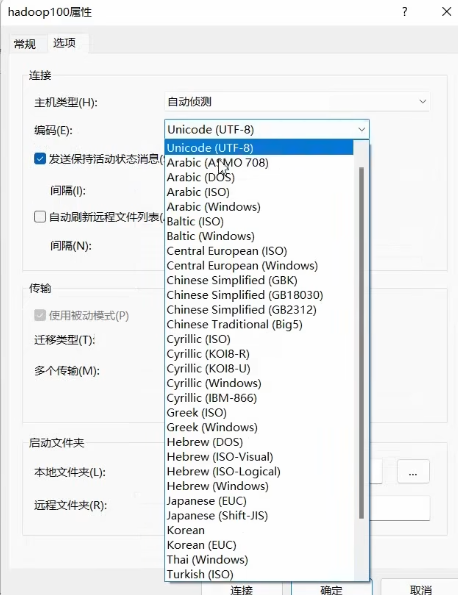 hadoop100属性
常规 选项
连接
主机类型(H): 自动侦测
编码(E): Unicode (UTF-8)
Unicode (UTF-8)
发送保持活动状态消息(
Arabic (ASMO 708)
Arabic (DOS)
间隔(I):
Arabic (ISO)
Arabic (Windows)
自动刷新远程文件列表(
Baltic (ISO)
Baltic (Windows)
间隔(N):
Central European (ISO)
Central European (Windows)
Chinese Simplified (GBK)
传输
Chinese Simplified (GB18030)
Chinese Simplified (GB2312)
使用被动模式(P)
Chinese Traditional (Big5)
迁移类型(T):
Cyrillic (ISO)
Cyrillic (KOI8-R)
多个传输(M):
Cyrillic (KOI8-U)
Cyrillic (Windows)
Cyrillic (IBM-866)
Greek (ISO)
Greek (Windows)
启动文件夹
Hebrew (DOS)
Hebrew (ISO-Visual)
本地文件夹(L): ...
Hebrew (ISO-Logical)
Hebrew (Windows)
Japanese (EUC)
远程文件夹(R):
Japanese (Shift-JIS)
Korean
Korean (EUC)
Thai (Windows)
Turkish (ISO)
连接 确定 取消